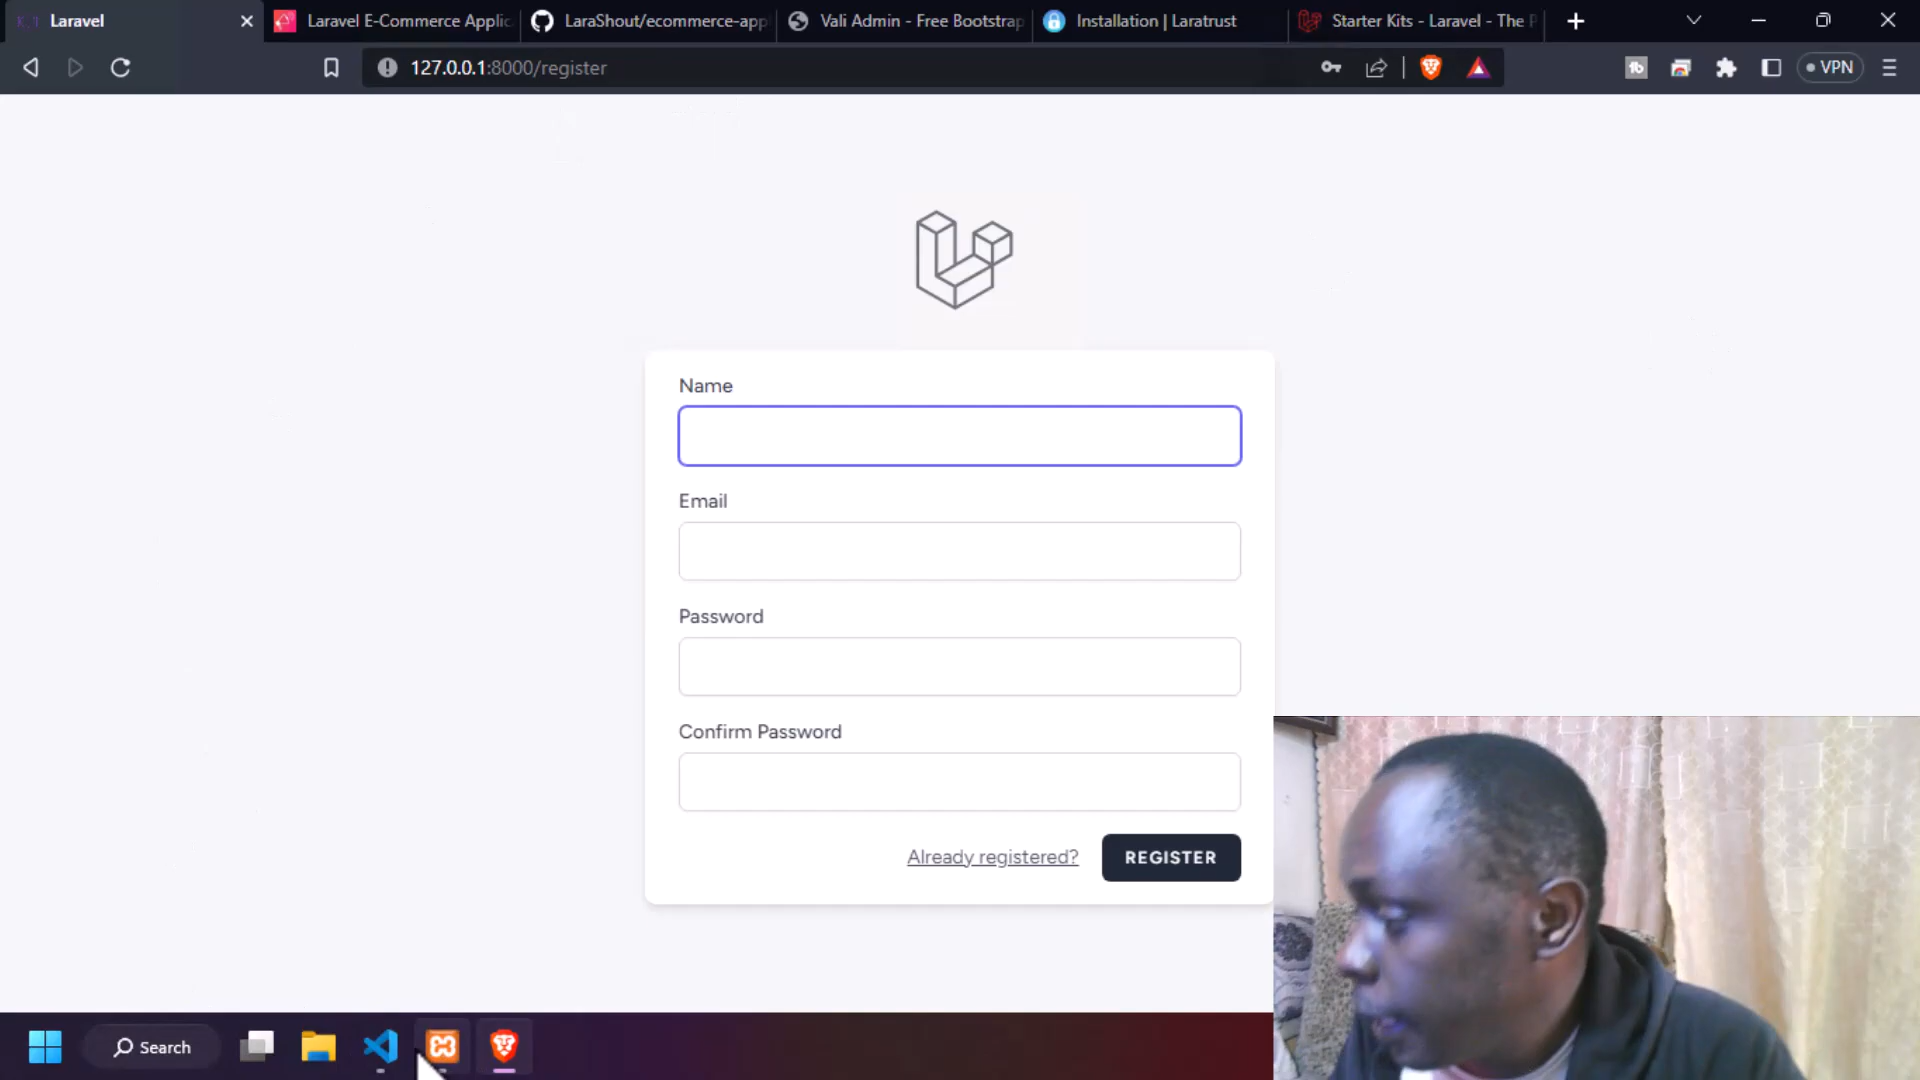 Laravel
Laravel E-Commerce Applic
LaraShout/ecommerce-app
Vali Admin - Free Bootstrap
Installation | Laratrust
Starter Kits - Laravel - The P
127.0.0.1:8000/register
VPN
Name
Email
Password
Confirm Password
Already registered?
REGISTER
Search